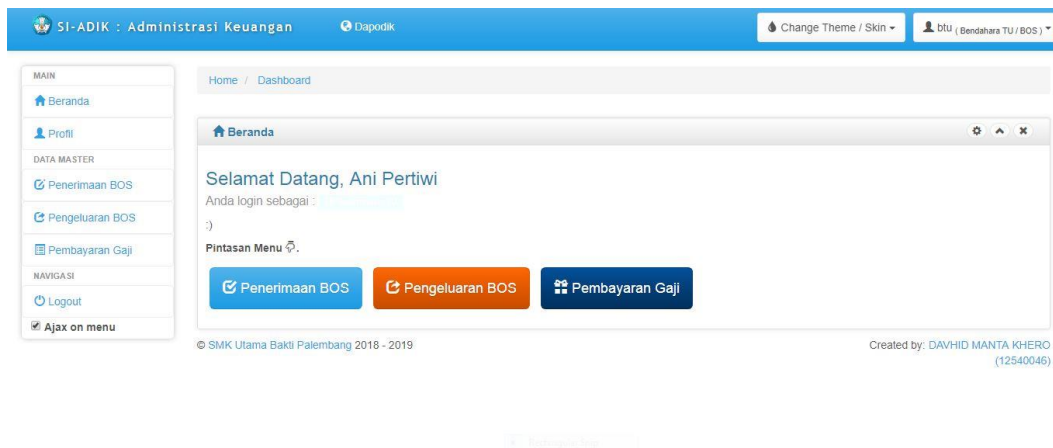 SI-ADIK : Administrasi Keuangan
Dapodik
Change Theme / Skin
btu ( Bendahara TU / BOS )
MAIN
Beranda
Profil
DATA MASTER
Penerimaan BOS
Pengeluaran BOS
Pembayaran Gaji
NAVIGASI
Logout
Ajax on menu
Home / Dashboard
Beranda
Selamat Datang, Ani Pertiwi
Anda login sebagai :
:)
Pintasan Menu .
Penerimaan BOS
Pengeluaran BOS
Pembayaran Gaji
© SMK Utama Bakti Palembang 2018 - 2019
Created by: DAVHID MANTA KHERO
(12540046)